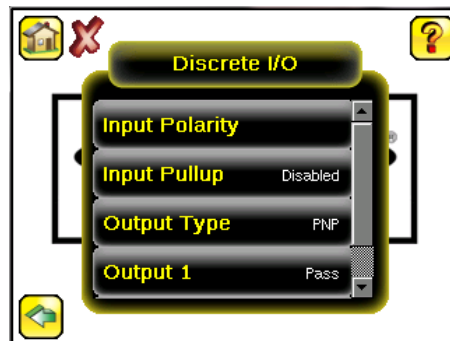 ?
Discrete I/O
Input Polarity
®
Input Pullup Disabled
Output Type PNP
Output 1 Pass